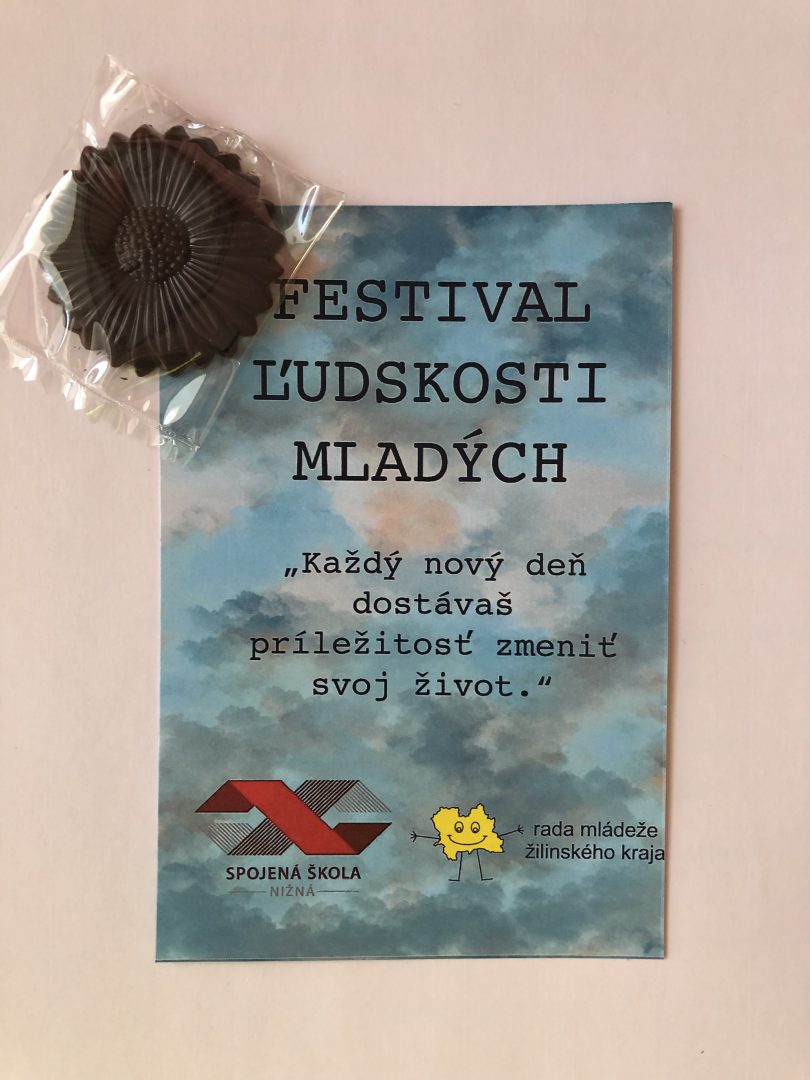 FESTIVAL
ĽUDSKOSTI
MLADÝCH
„Každý nový deň
dostávaš
príležitosť zmeniť
svoj život.“
SPOJENÁ ŠKOLA
NIŽNÁ
rada mládeže
žilinského kraja